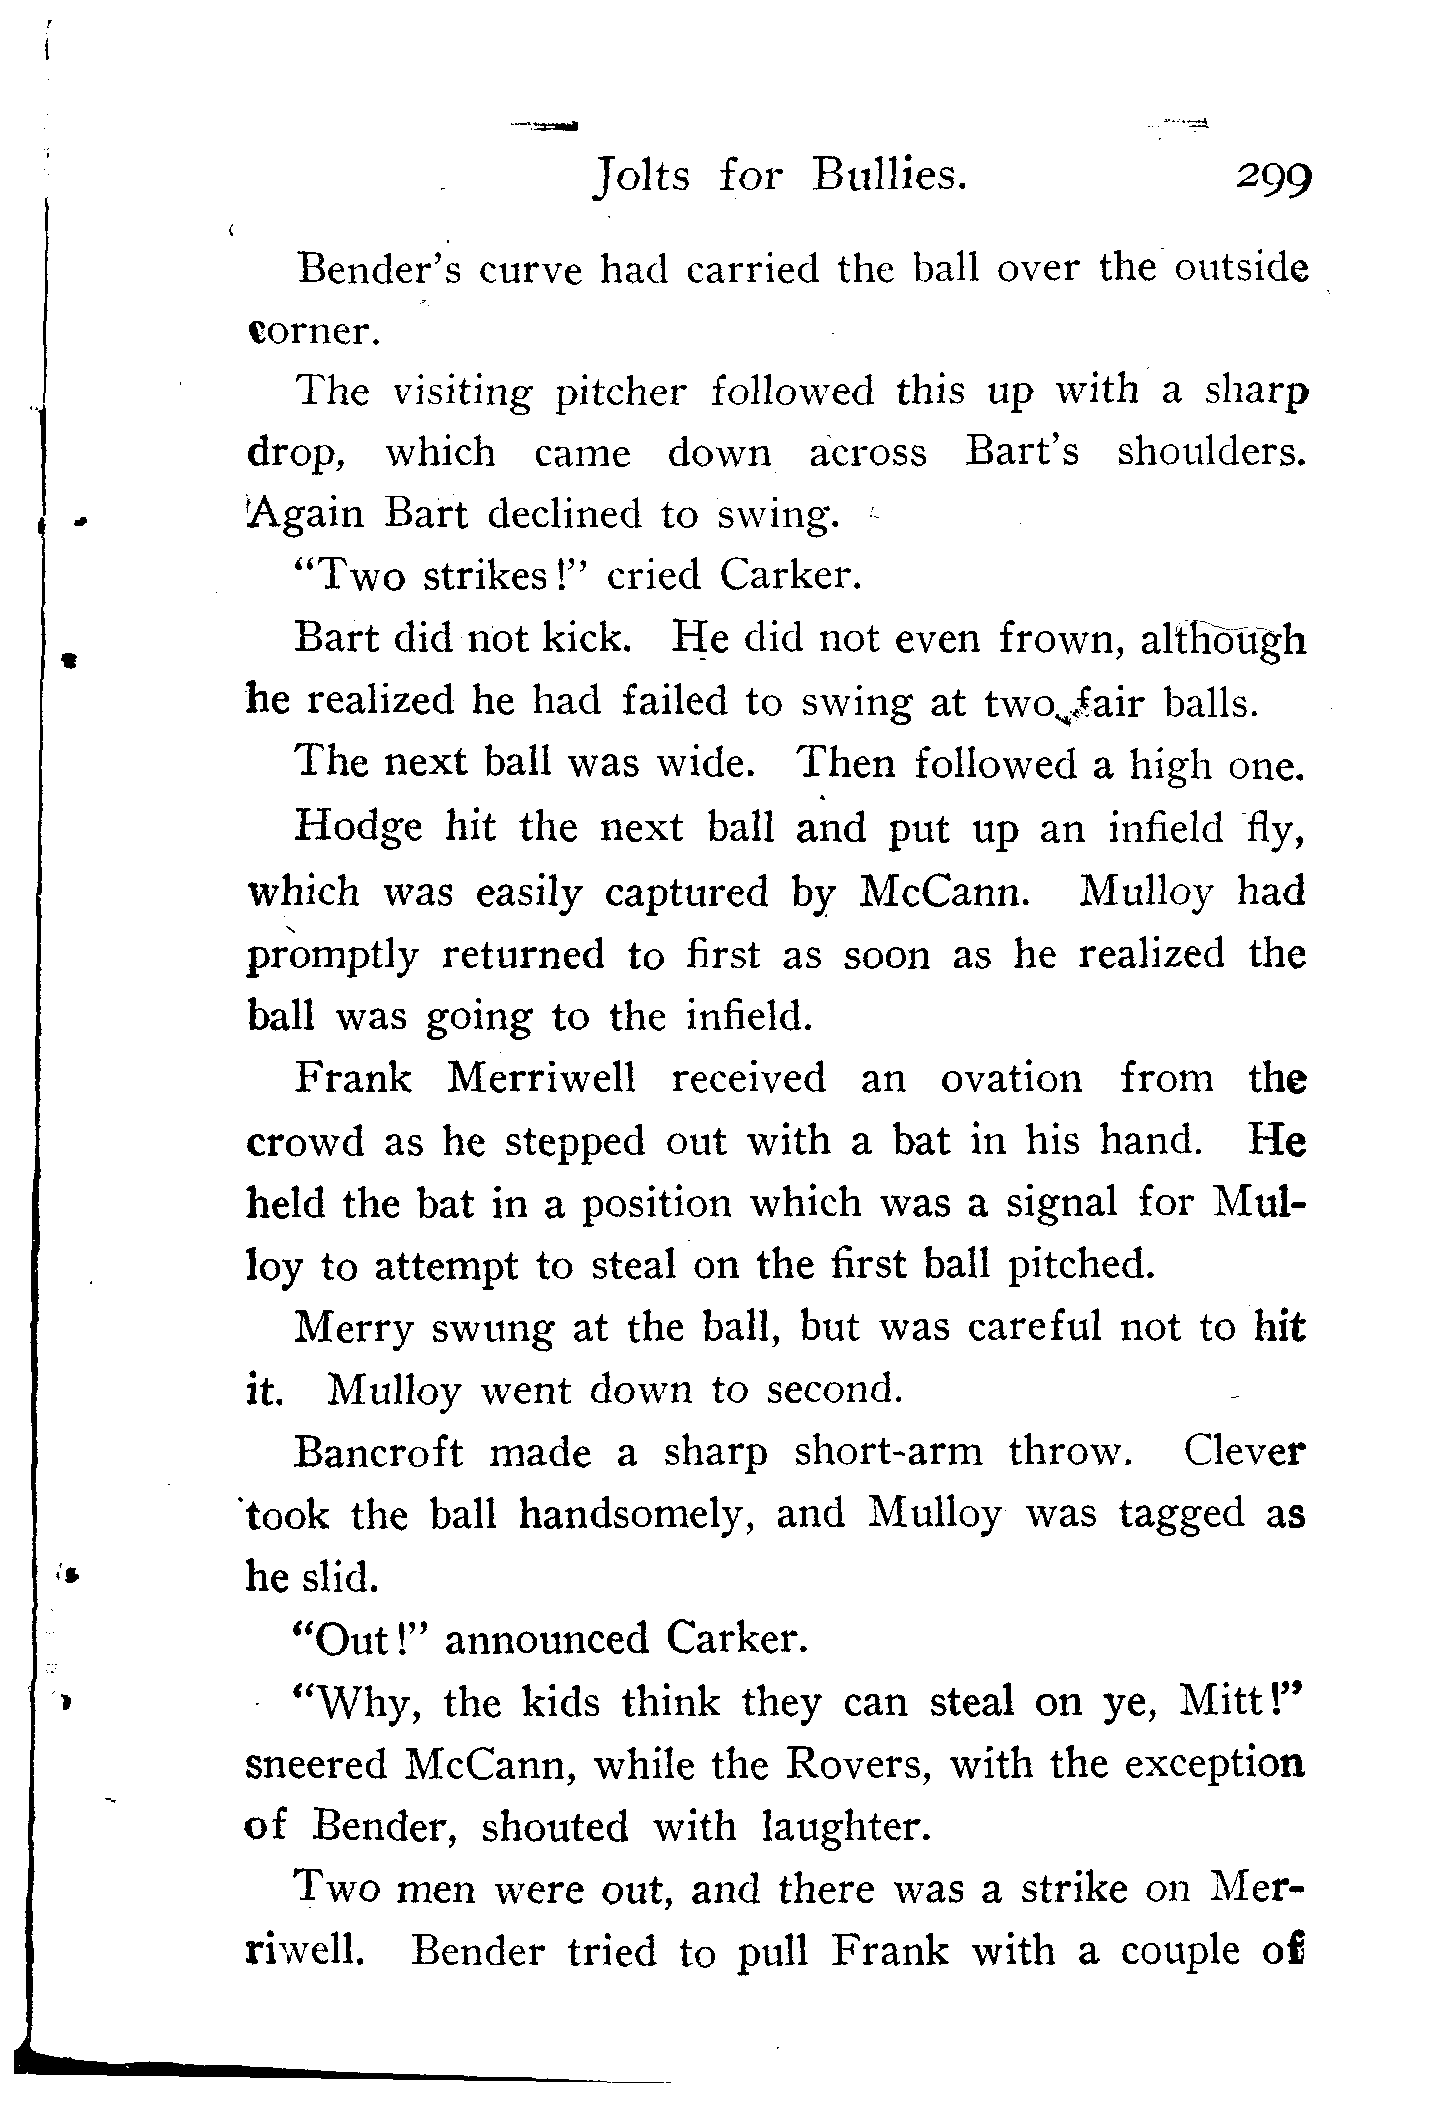 Jolts for Bullies. 299
Bender's curve had carried the ball over the outside
corner.
The visiting pitcher followed this up with a sharp
drop, which came down across Bart's shoulders.
Again Bart declined to swing.
"Two strikes!" cried Carker.
Bart did not kick. He did not even frown, although
he realized he had failed to swing at two fair balls.
The next ball was wide. Then followed a high one.
Hodge hit the next ball and put up an infield fly,
which was easily captured by McCann. Mulloy had
promptly returned to first as soon as he realized the
ball was going to the infield.
Frank Merriwell received an ovation from the
crowd as he stepped out with a bat in his hand. He
held the bat in a position which was a signal for Mul-
loy to attempt to steal on the first ball pitched.
Merry swung at the ball, but was careful not to hit
it. Mulloy went down to second.
Bancroft made a sharp short-arm throw. Clever
took the ball handsomely, and Mulloy was tagged as
he slid.
"Out!" announced Carker.
"Why, the kids think they can steal on ye, Mitt!"
sneered McCann, while the Rovers, with the exception
of Bender, shouted with laughter.
Two men were out, and there was a strike on Mer-
riwell. Bender tried to pull Frank with a couple of